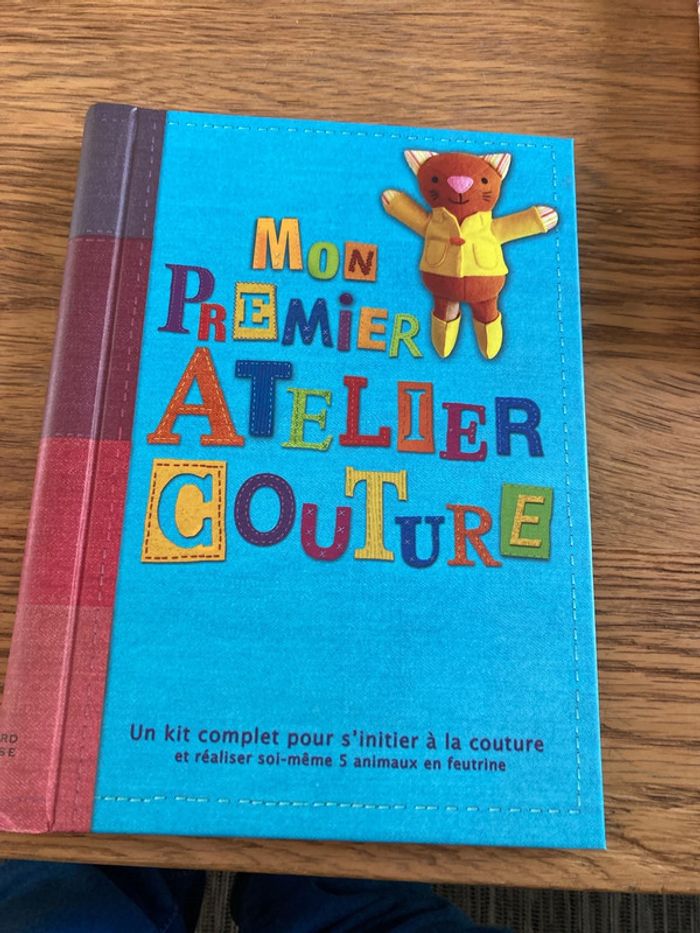 MON
PREMIER
ATELIER
COUTURE
Un kit complet pour s'initier à la couture
et réaliser soi-même 5 animaux en feutrine